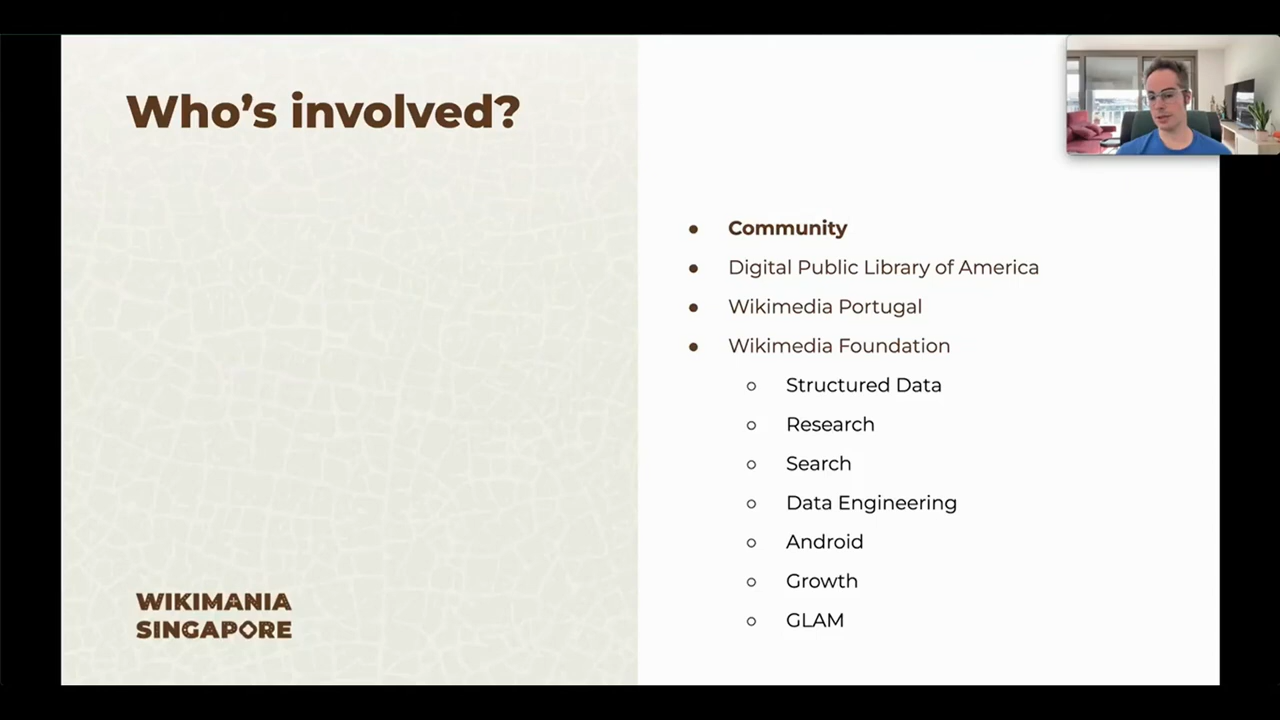 Who's involved?
Community
Digital Public Library of America
Wikimedia Portugal
Wikimedia Foundation
Structured Data
Research
Search
Data Engineering
Android
Growth
GLAM
WIKIMANIA
SINGAPORE